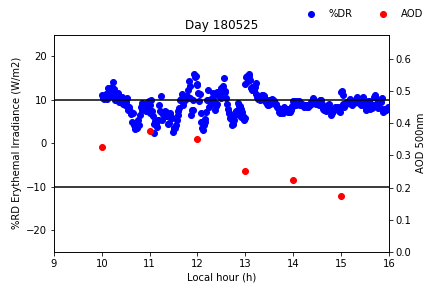 %DR AOD
Day 180525
%RD Erythemal Irradiance (W/m2)
20
10
0
−10
−20
9 10 11 12 13 14 15 16
Local hour (h)
0.6
0.5
0.4
0.3
0.2
0.1
0.0
AOD 500nm